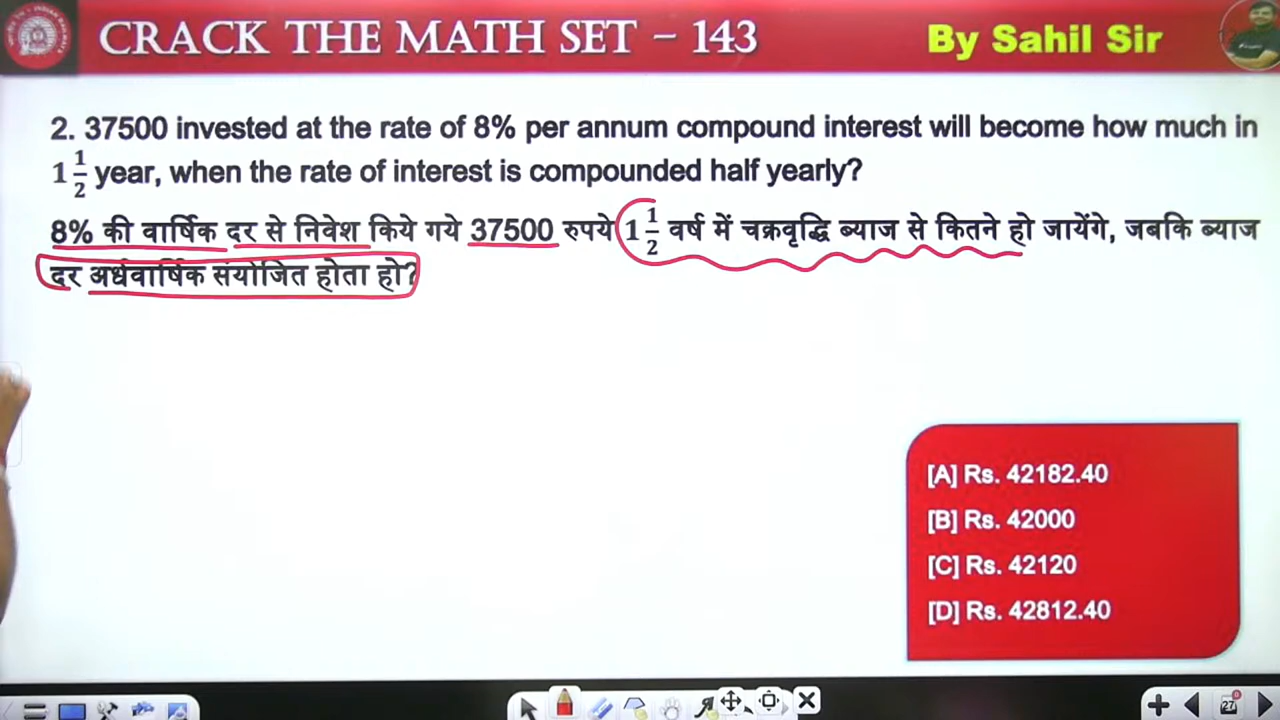 CRACK THE MATH SET – 143
By Sahil Sir
2. 37500 invested at the rate of 8% per annum compound interest will become how much in
1 1/2 year, when the rate of interest is compounded half yearly?
8% की वार्षिक दर से निवेश किये गये 37500 रुपये 1 1/2 वर्ष में चक्रवृद्धि ब्याज से कितने हो जायेंगे, जबकि ब्याज
दर अर्धवार्षिक संयोजित होता हो?
[A] Rs. 42182.40
[B] Rs. 42000
[C] Rs. 42120
[D] Rs. 42812.40
27
0